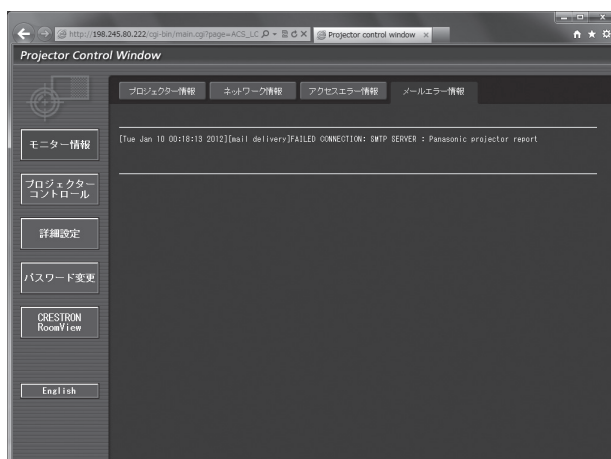 http://198.245.80.222/cgi-bin/main.cgi?page=ACS_LC
Projector control window
Projector Control Window
プロジェクター情報
ネットワーク情報
アクセスエラー情報
メールエラー情報
[Tue Jan 10 00:18:13 2012][mail delivery]FAILED CONNECTION: SMTP SERVER : Panasonic projector report
モニター情報
プロジェクター
コントロール
詳細設定
パスワード変更
CRESTRON
RoomView
English